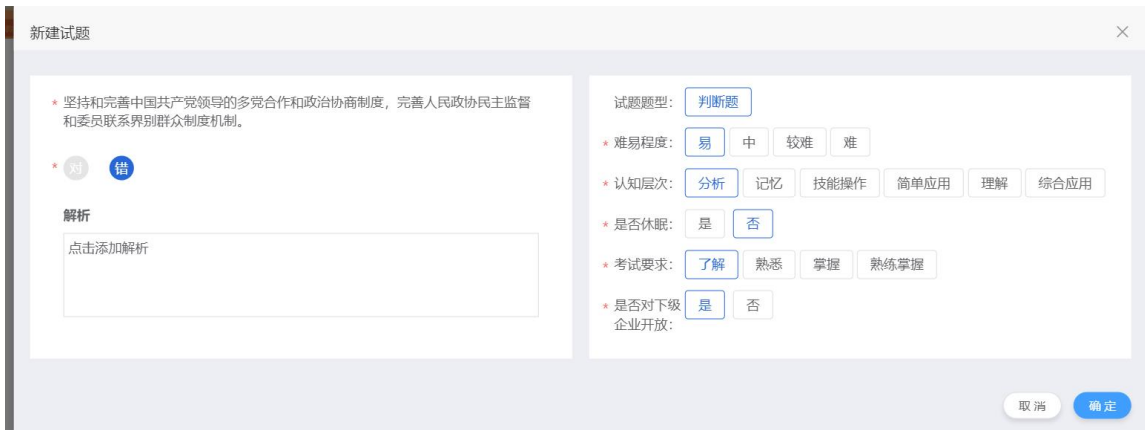 新建试题
* 坚持和完善中国共产党领导的多党合作和政治协商制度，完善人民政协民主监督
和委员联系界别群众制度机制。
* 对 错
解析
点击添加解析
试题题型： 判断题
* 难易程度： 易 中 较难 难
* 认知层次： 分析 记忆 技能操作 简单应用 理解 综合应用
* 是否休眠： 是 否
* 考试要求： 了解 熟悉 掌握 熟练掌握
* 是否对下级 是 否
企业开放：
取消 确定